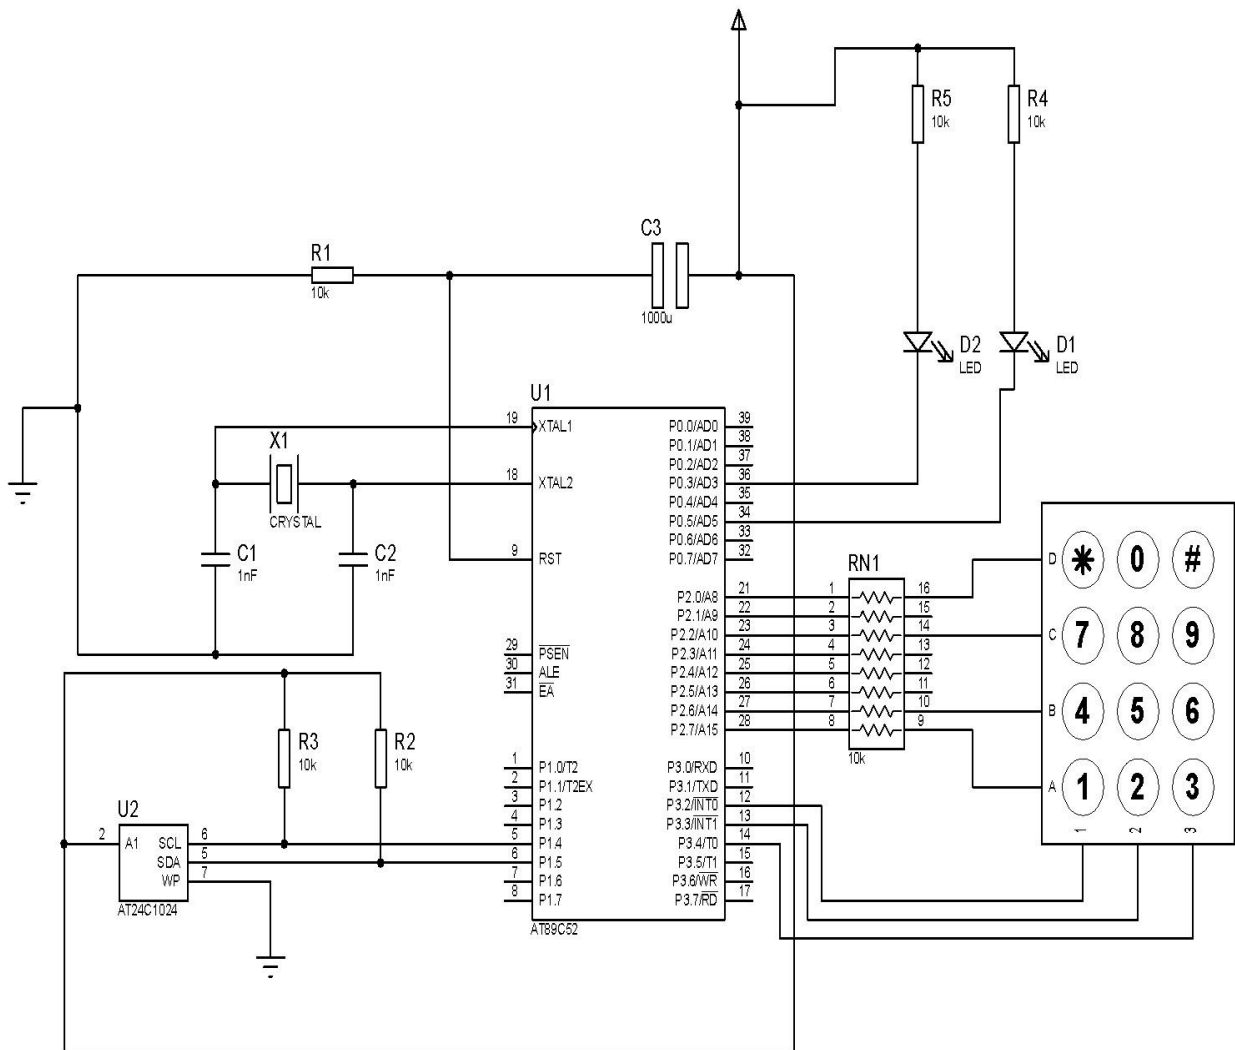 R5
10k
R4
10k
C3
1000u
R1
10k
D2
LED
D1
LED
U1
19 XTAL1
18 XTAL2
9 RST
29 PSEN
30 ALE
31 EA
1 P1.0/T2
2 P1.1/T2EX
3 P1.2
4 P1.3
5 P1.4
6 P1.5
7 P1.6
8 P1.7
P0.0/AD0 39
P0.1/AD1 38
P0.2/AD2 37
P0.3/AD3 36
P0.4/AD4 35
P0.5/AD5 34
P0.6/AD6 33
P0.7/AD7 32
P2.0/A8 21
P2.1/A9 22
P2.2/A10 23
P2.3/A11 24
P2.4/A12 25
P2.5/A13 26
P2.6/A14 27
P2.7/A15 28
P3.0/RXD 10
P3.1/TXD 11
P3.2/INT0 12
P3.3/INT1 13
P3.4/T0 14
P3.5/T1 15
P3.6/WR 16
P3.7/RD 17
AT89C52
X1
CRYSTAL
C1
1nF
C2
1nF
RN1
1 16
2 15
3 14
4 13
5 12
6 11
7 10
8 9
10k
D * 0 #
C 7 8 9
B 4 5 6
A 1 2 3
1 2 3
R3
10k
R2
10k
U2
2 A1 SCL 6
SDA 5
WP 7
AT24C1024